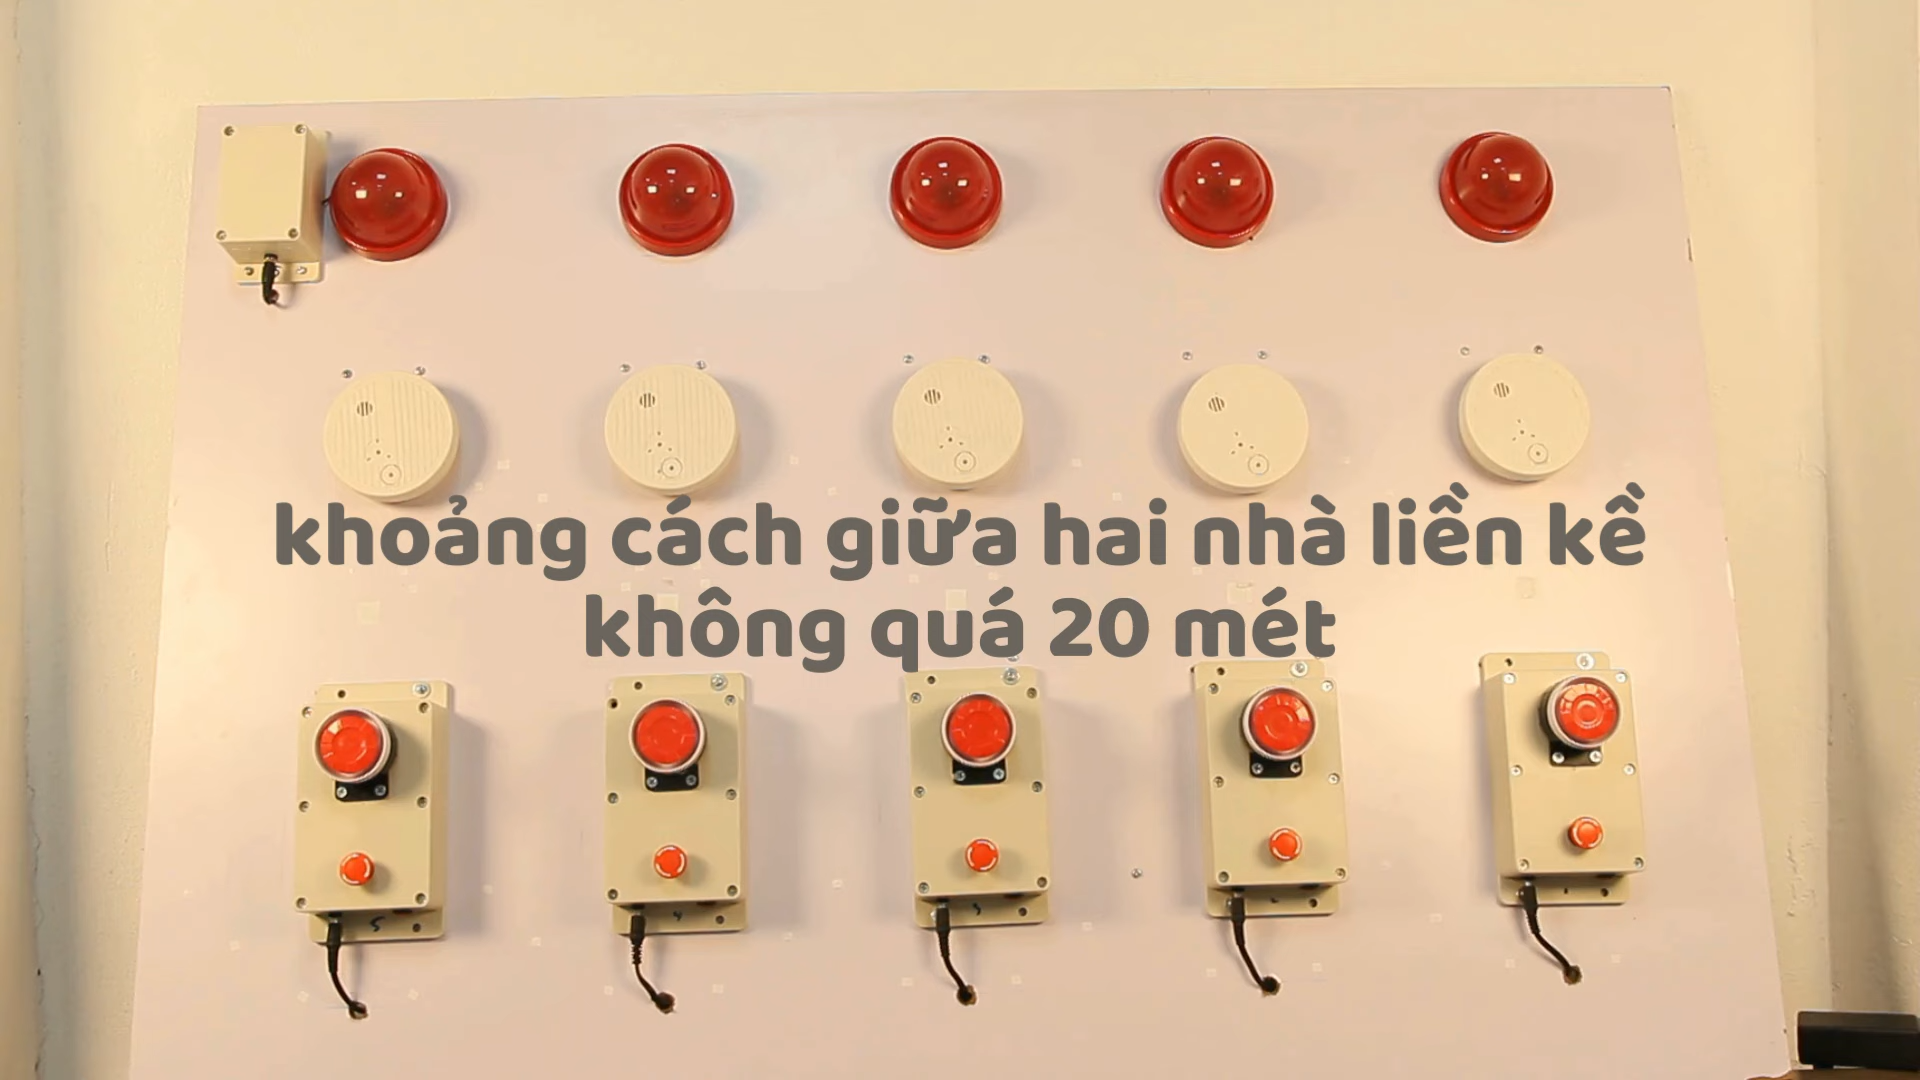 khoảng cách giữa hai nhà liền kề
không quá 20 mét